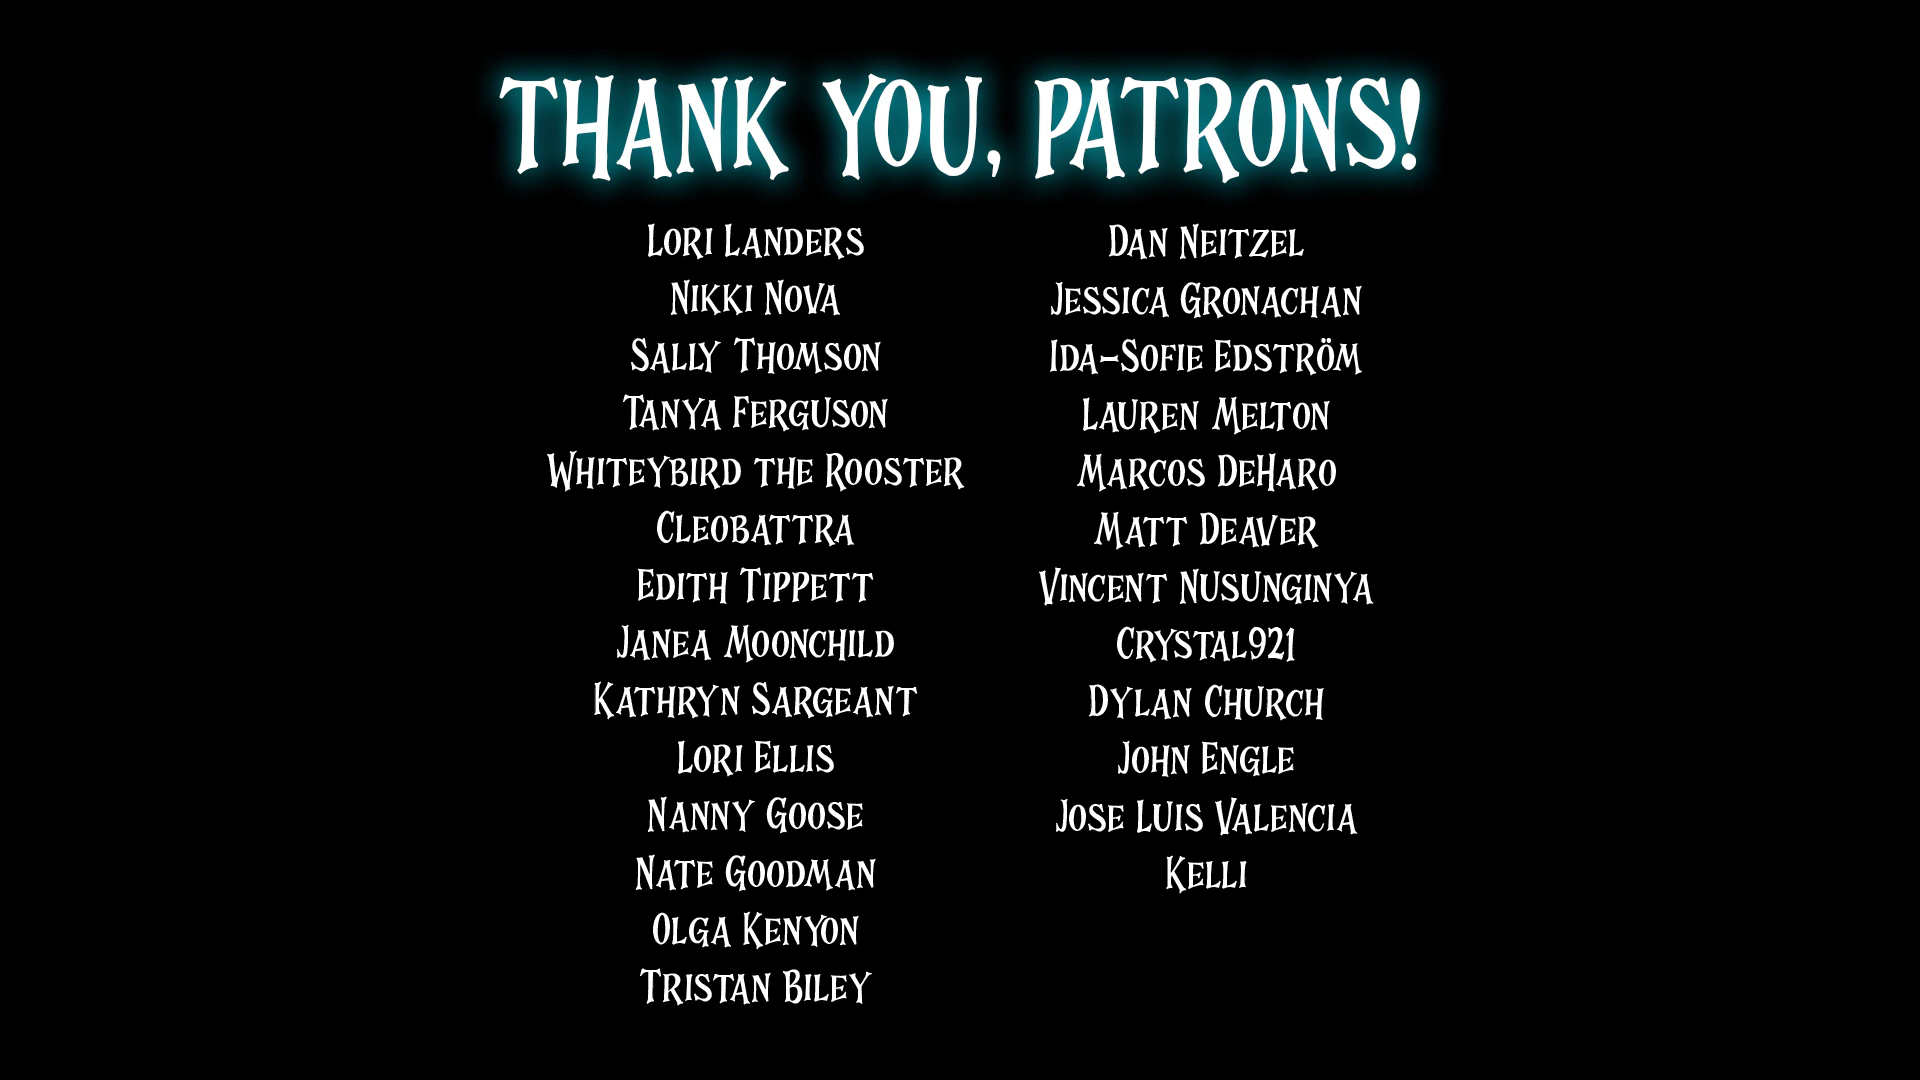 THANK YOU, PATRONS!
Lori Landers
Nikki Nova
Sally Thomson
Tanya Ferguson
Whiteybird the Rooster
Cleobattra
Edith Tippett
Janea Moonchild
Kathryn Sargeant
Lori Ellis
Nanny Goose
Nate Goodman
Olga Kenyon
Tristan Biley
Dan Neitzel
Jessica Gronachan
Ida-Sofie Edström
Lauren Melton
Marcos DeHaro
Matt Deaver
Vincent Nusunginya
Crystal921
Dylan Church
John Engle
Jose Luis Valencia
Kelli